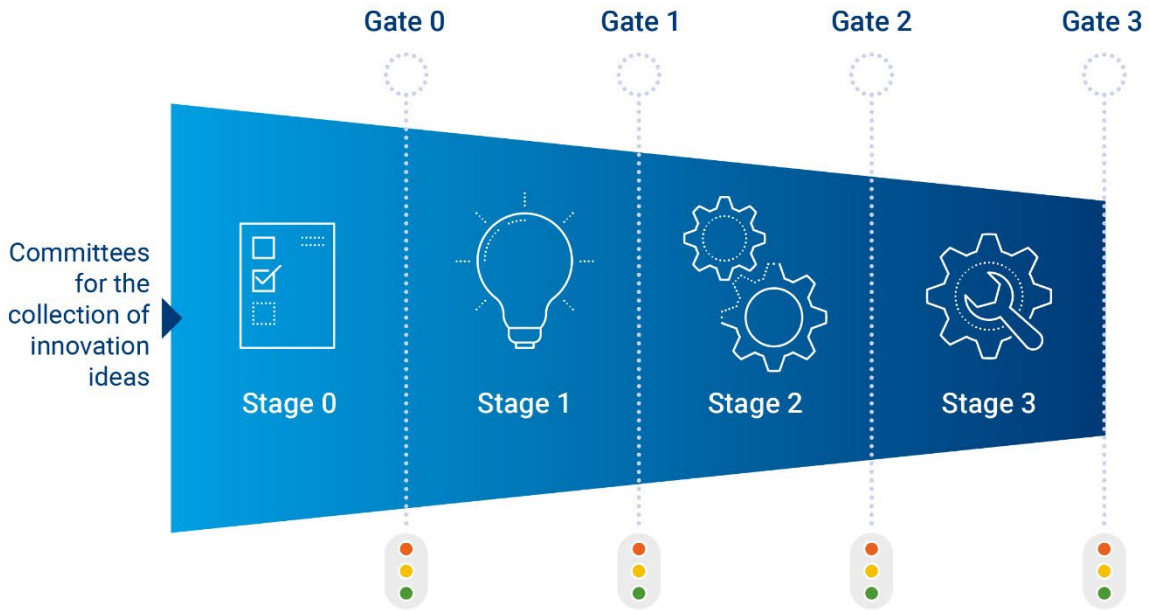 Gate 0
Gate 1
Gate 2
Gate 3
Committees
for the
collection of
innovation
ideas
Stage 0
Stage 1
Stage 2
Stage 3